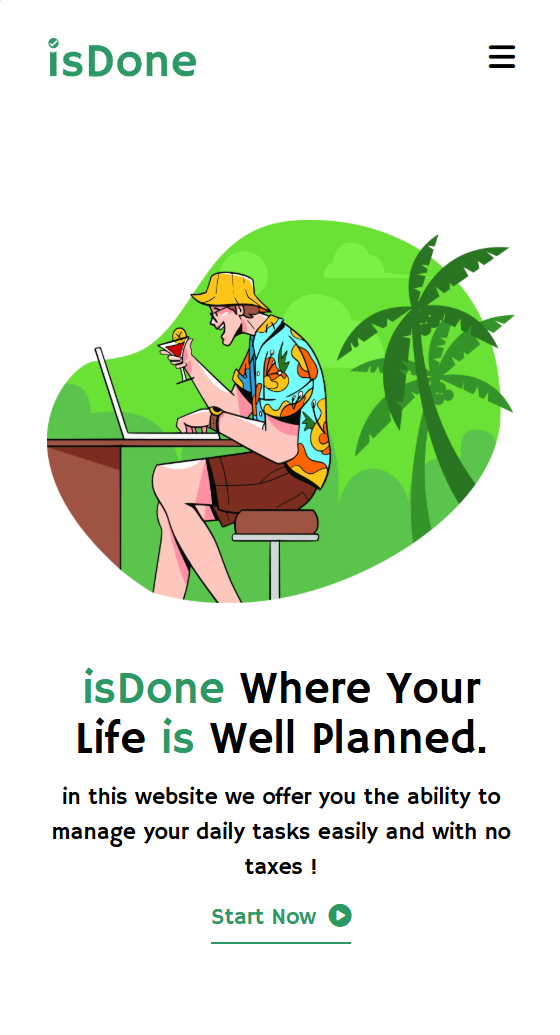 isDone
isDone Where Your
Life is Well Planned.
in this website we offer you the ability to
manage your daily tasks easily and with no
taxes !
Start Now